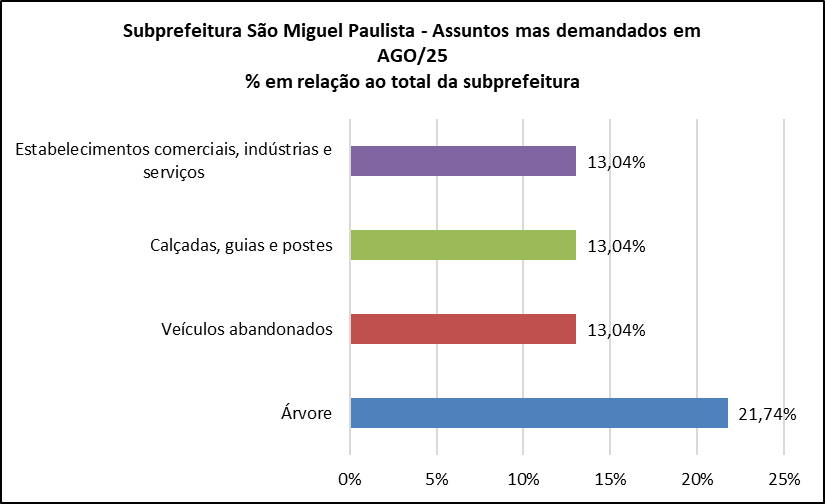 Subprefeitura São Miguel Paulista - Assuntos mas demandados em
AGO/25
% em relação ao total da subprefeitura
Estabelecimentos comerciais, indústrias e
serviços
13,04%
Calçadas, guias e postes
13,04%
Veículos abandonados
13,04%
Árvore
21,74%
0%
5%
10%
15%
20%
25%